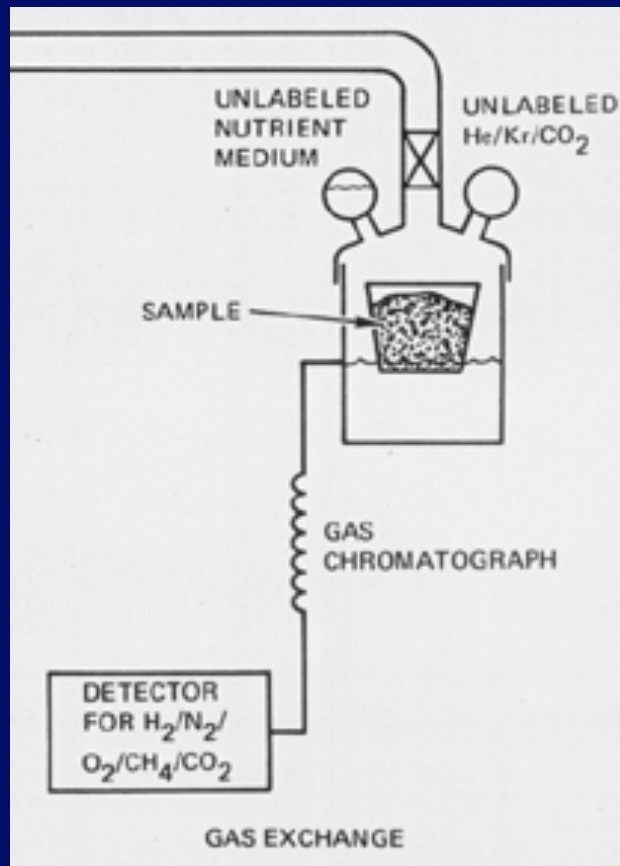 UNLABELED
NUTRIENT
MEDIUM
UNLABELED
He/Kr/CO₂
SAMPLE
GAS
CHROMATOGRAPH
DETECTOR
FOR H₂/N₂/
O₂/CH₄/CO₂
GAS EXCHANGE